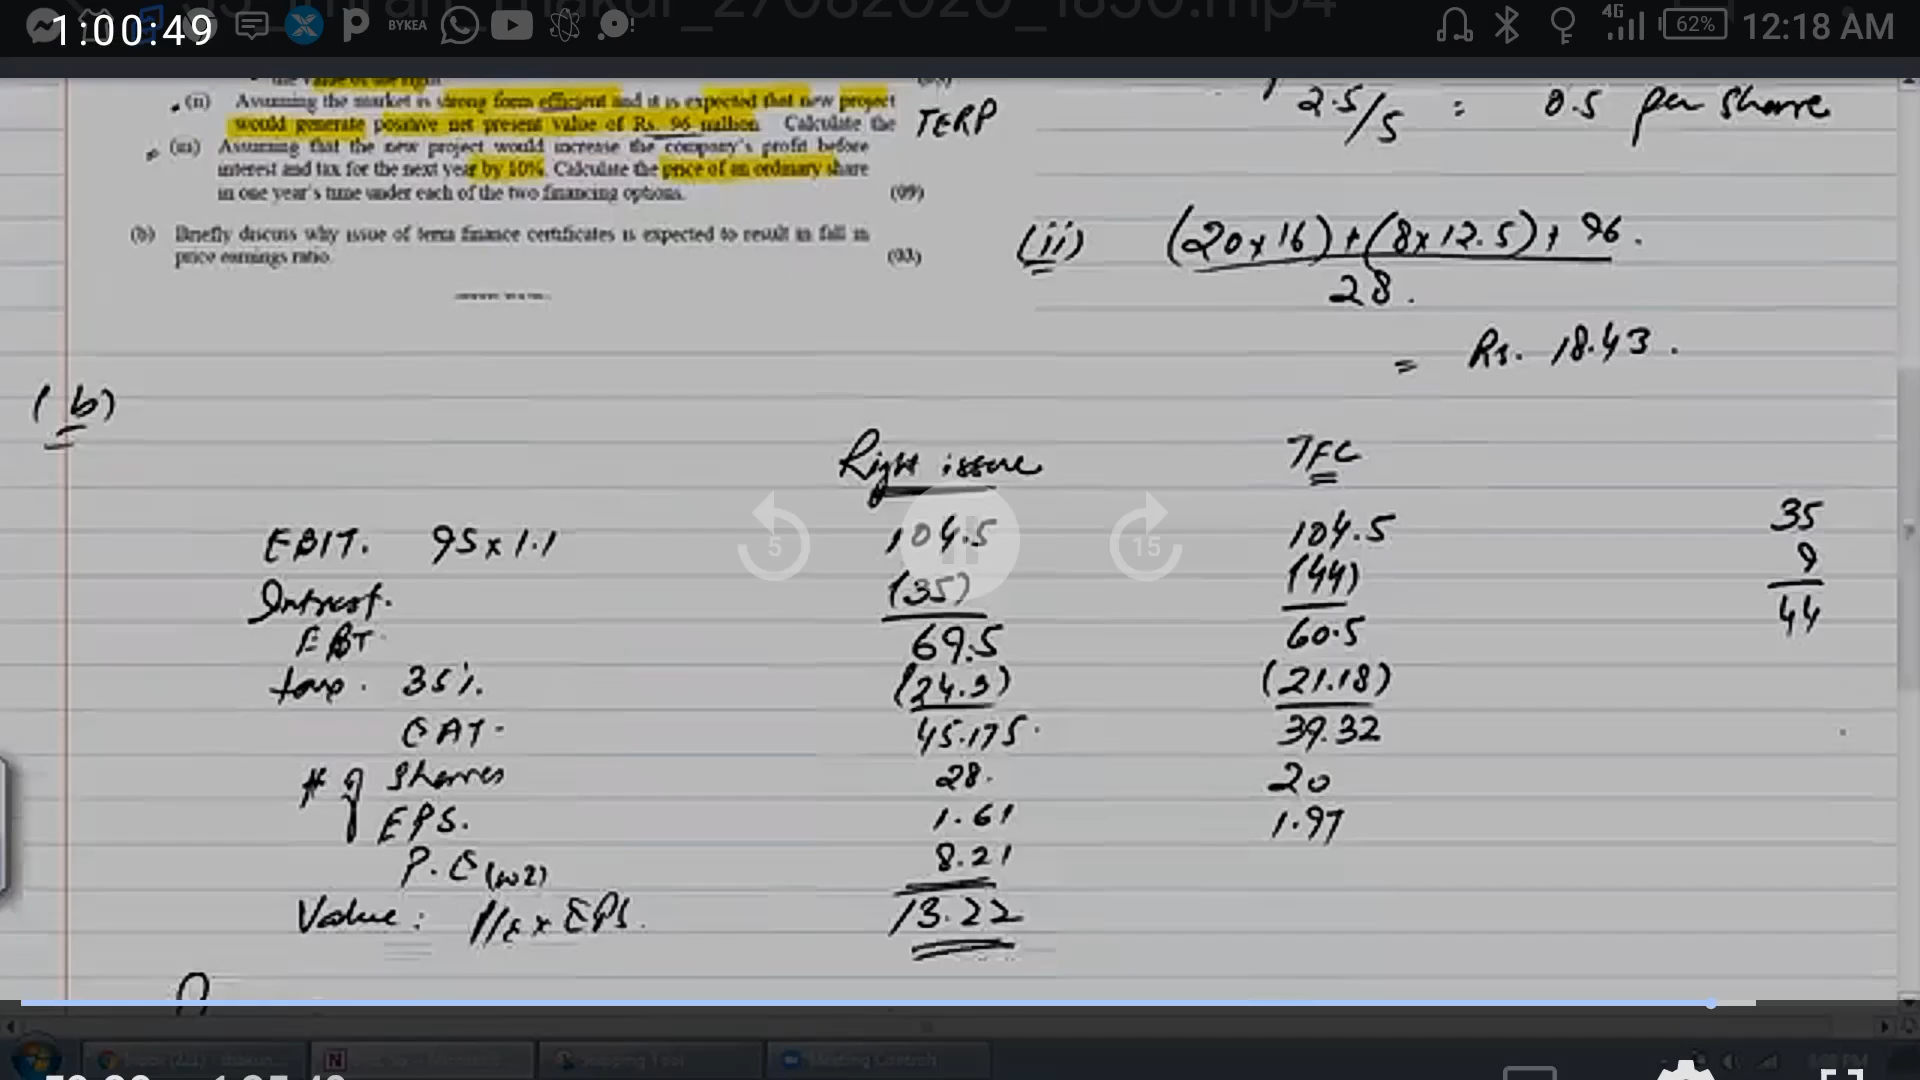 1:00:49
BYKEA
4G
62%
12:18 AM
(ii) Assuming the market is strong form efficient and it is expected that new project
would generate positive net present value of Rs. 96 million. Calculate the
TERP
(iii) Assuming that the new project would increase the company's profit before
interest and tax for the next year by 10%. Calculate the price of an ordinary share
in one year's time under each of the two financing options. (09)
(b) Briefly discuss why issue of term finance certificates is expected to result in fall in
price earnings ratio. (03)
2.5/5 : 0.5 per share
(ii) (20x16)+(8x12.5)+96.
28.
= Rs. 18.43.
(b)
Right issue TFC
EBIT. 95x1.1 104.5 104.5 35
Intrest. (35) (44) 9
EBT 69.5 60.5 44
tax. 35%. (24.3) (21.18)
EAT. 45.175. 39.32
# of shares 28. 20
EPS. 1.61 1.97
P.E (w2) 8.21
Value: P/E x EPS. 13.22
5
15